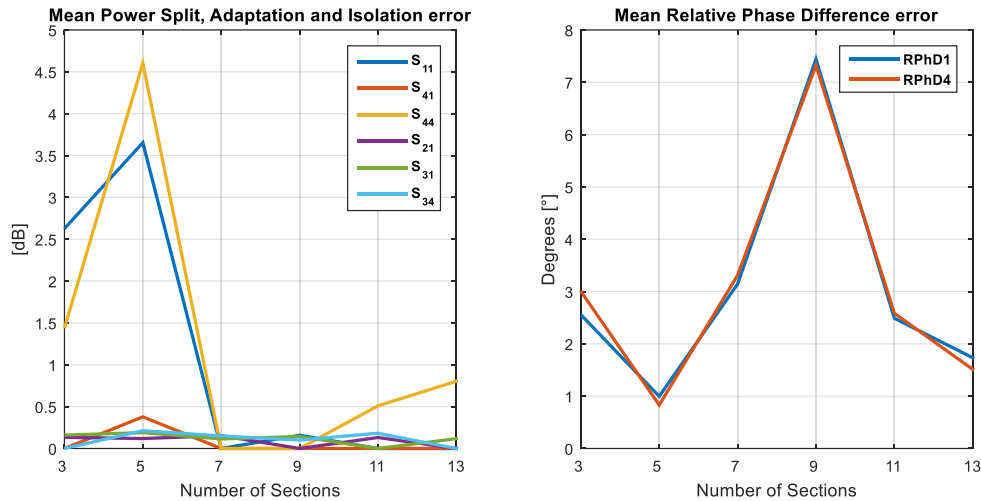 Mean Power Split, Adaptation and Isolation error
5
4.5
4
3.5
3
2.5
2
1.5
1
0.5
0
[dB]
3 5 7 9 11 13
Number of Sections
S11
S41
S44
S21
S31
S34
Mean Relative Phase Difference error
8
7
6
5
4
3
2
1
0
Degrees [°]
3 5 7 9 11 13
Number of Sections
RPhD1
RPhD4